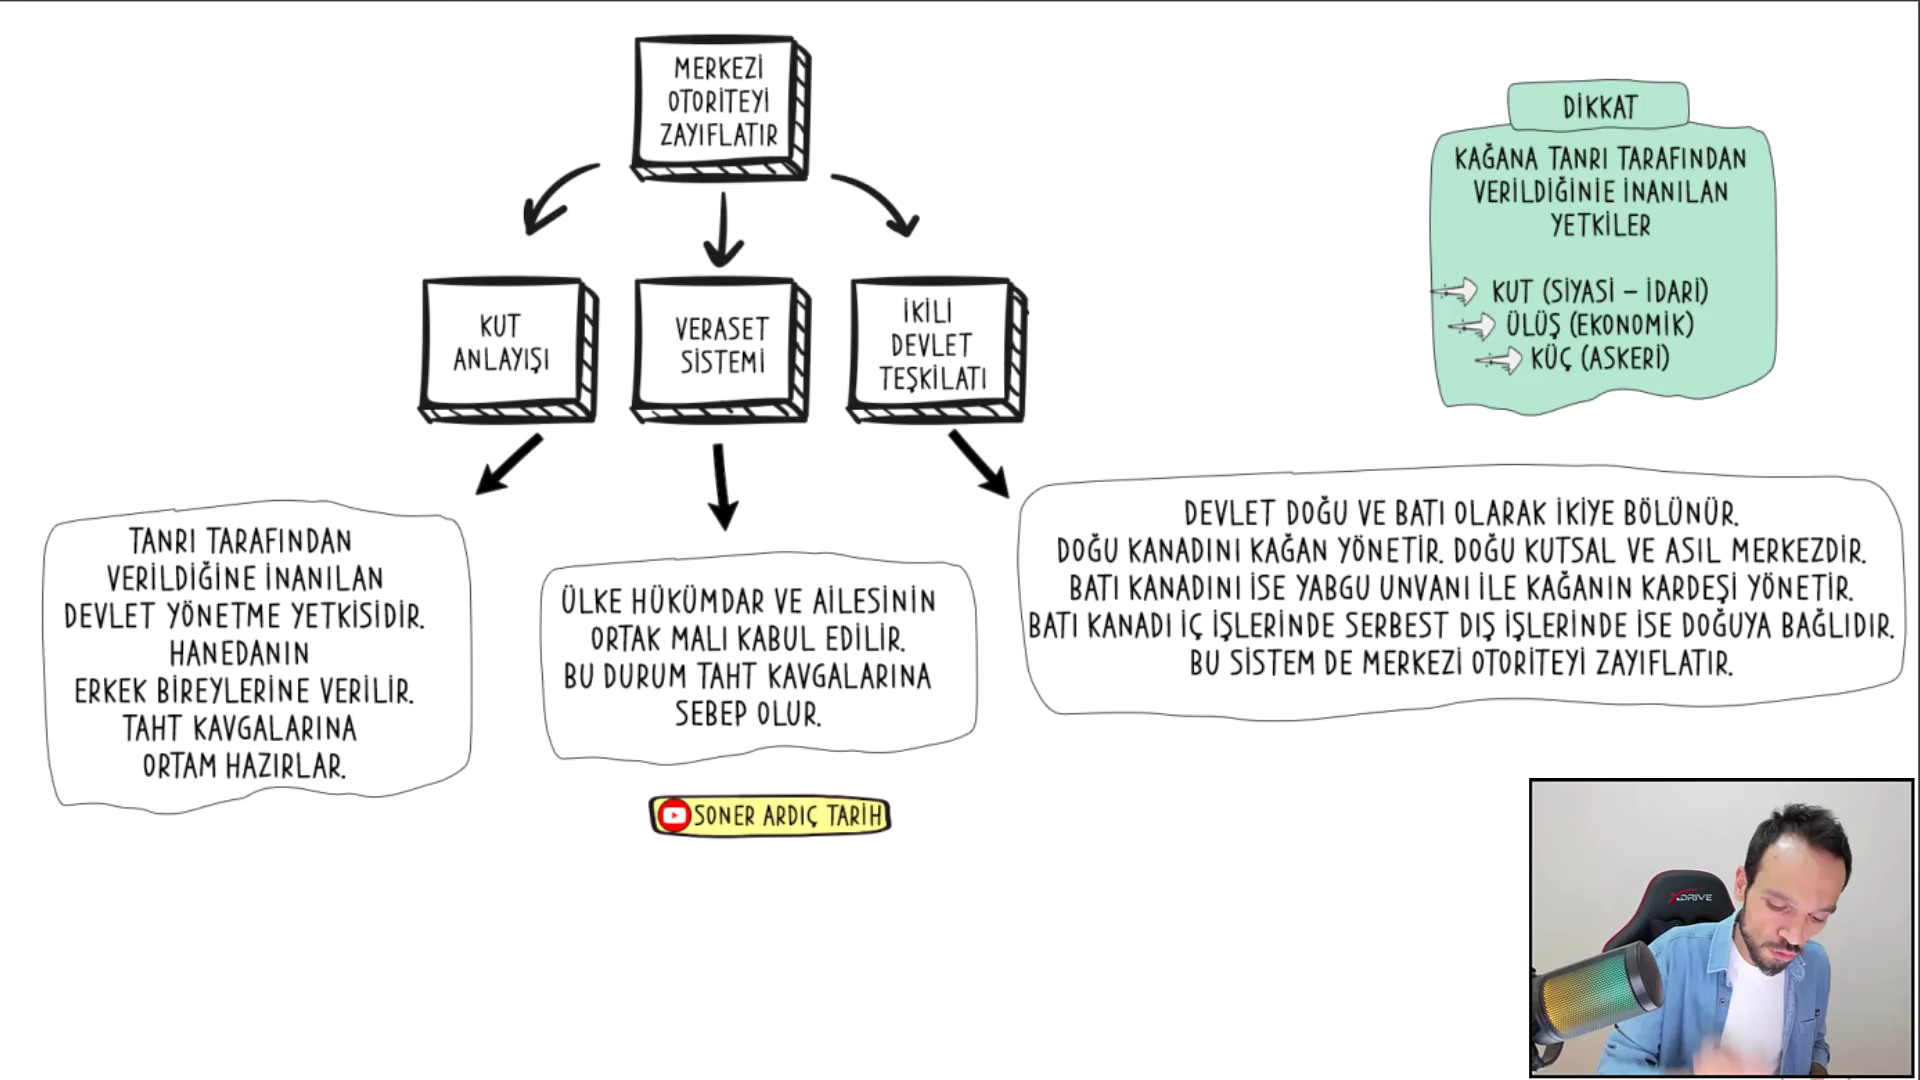 MERKEZİ
OTORİTEYİ
ZAYIFLATIR
KUT
ANLAYIŞI
VERASET
SİSTEMİ
İKİLİ
DEVLET
TEŞKİLATI
DİKKAT
KAĞANA TANRI TARAFINDAN
VERİLDİĞİNİE İNANILAN
YETKİLER
KUT (SİYASİ – İDARİ)
ÜLÜŞ (EKONOMİK)
KÜÇ (ASKERİ)
TANRI TARAFINDAN
VERİLDİĞİNE İNANILAN
DEVLET YÖNETME YETKİSİDİR.
HANEDANIN
ERKEK BİREYLERİNE VERİLİR.
TAHT KAVGALARINA
ORTAM HAZIRLAR.
ÜLKE HÜKÜMDAR VE AİLESİNİN
ORTAK MALI KABUL EDİLİR.
BU DURUM TAHT KAVGALARINA
SEBEP OLUR.
DEVLET DOĞU VE BATI OLARAK İKİYE BÖLÜNÜR.
DOĞU KANADINI KAĞAN YÖNETİR. DOĞU KUTSAL VE ASIL MERKEZDİR.
BATI KANADINI İSE YABGU UNVANI İLE KAĞANIN KARDEŞİ YÖNETİR.
BATI KANADI İÇ İŞLERİNDE SERBEST DIŞ İŞLERİNDE İSE DOĞUYA BAĞLIDIR.
BU SİSTEM DE MERKEZİ OTORİTEYİ ZAYIFLATIR.
SONER ARDIÇ TARİH
XDRIVE